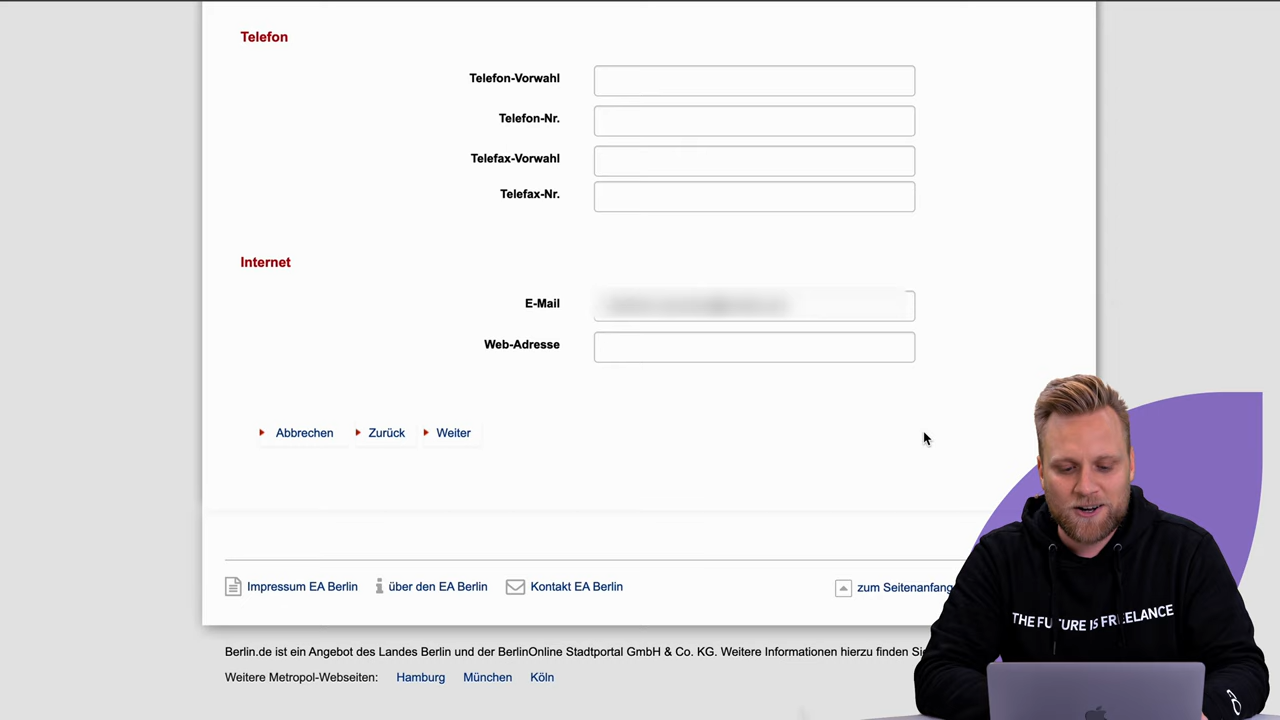 Telefon
Telefon-Vorwahl
Telefon-Nr.
Telefax-Vorwahl
Telefax-Nr.
Internet
E-Mail
Web-Adresse
Abbrechen Zurück Weiter
Impressum EA Berlin über den EA Berlin Kontakt EA Berlin zum Seitenanfang
Berlin.de ist ein Angebot des Landes Berlin und der BerlinOnline Stadtportal GmbH & Co. KG. Weitere Informationen hierzu finden
Weitere Metropol-Webseiten: Hamburg München Köln
THE FUTURE IS FREELANCE